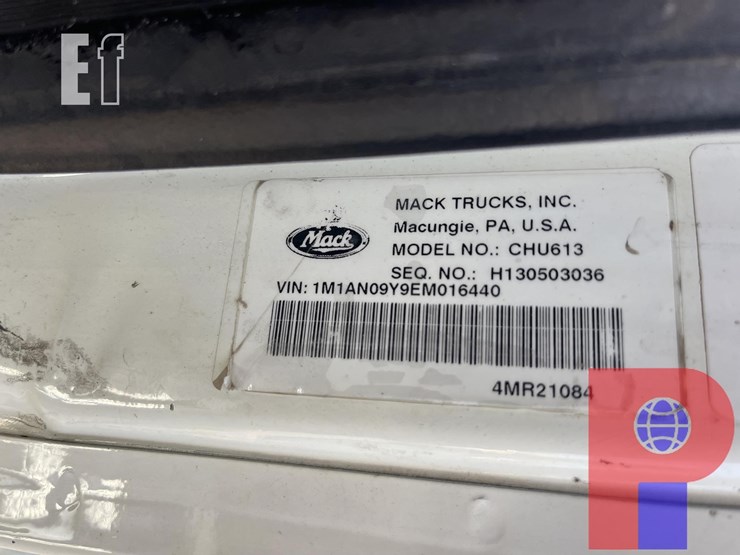 Ef
Mack
MACK TRUCKS, INC.
Macungie, PA, U.S.A.
MODEL NO.: CHU613
SEQ. NO.: H130503036
VIN: 1M1AN09Y9EM016440
4MR21084